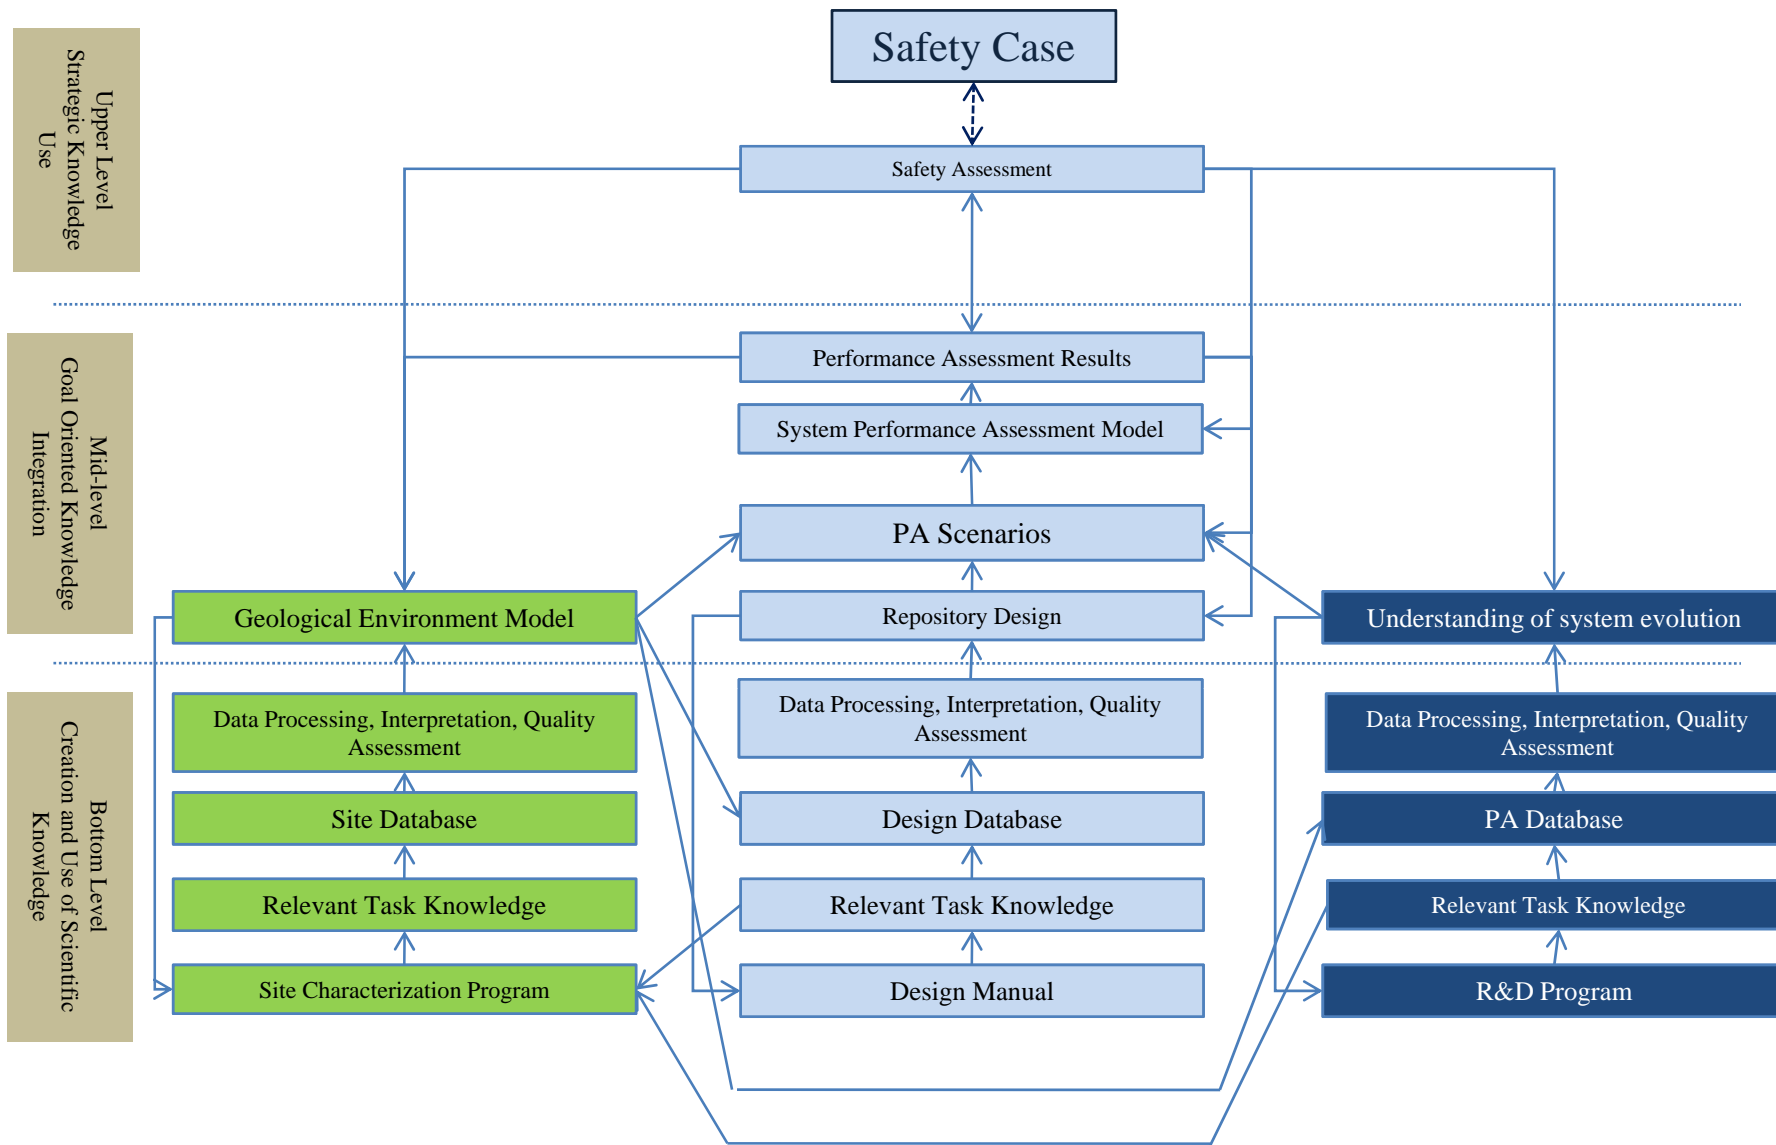 Safety Case
Upper Level
Strategic Knowledge
Use
Safety Assessment
Mid-level
Goal Oriented Knowledge
Integration
Performance Assessment Results
System Performance Assessment Model
PA Scenarios
Geological Environment Model
Repository Design
Understanding of system evolution
Bottom Level
Creation and Use of Scientific
Knowledge
Data Processing, Interpretation, Quality
Assessment
Data Processing, Interpretation, Quality
Assessment
Data Processing, Interpretation, Quality
Assessment
Site Database
Design Database
PA Database
Relevant Task Knowledge
Relevant Task Knowledge
Relevant Task Knowledge
Site Characterization Program
Design Manual
R&D Program